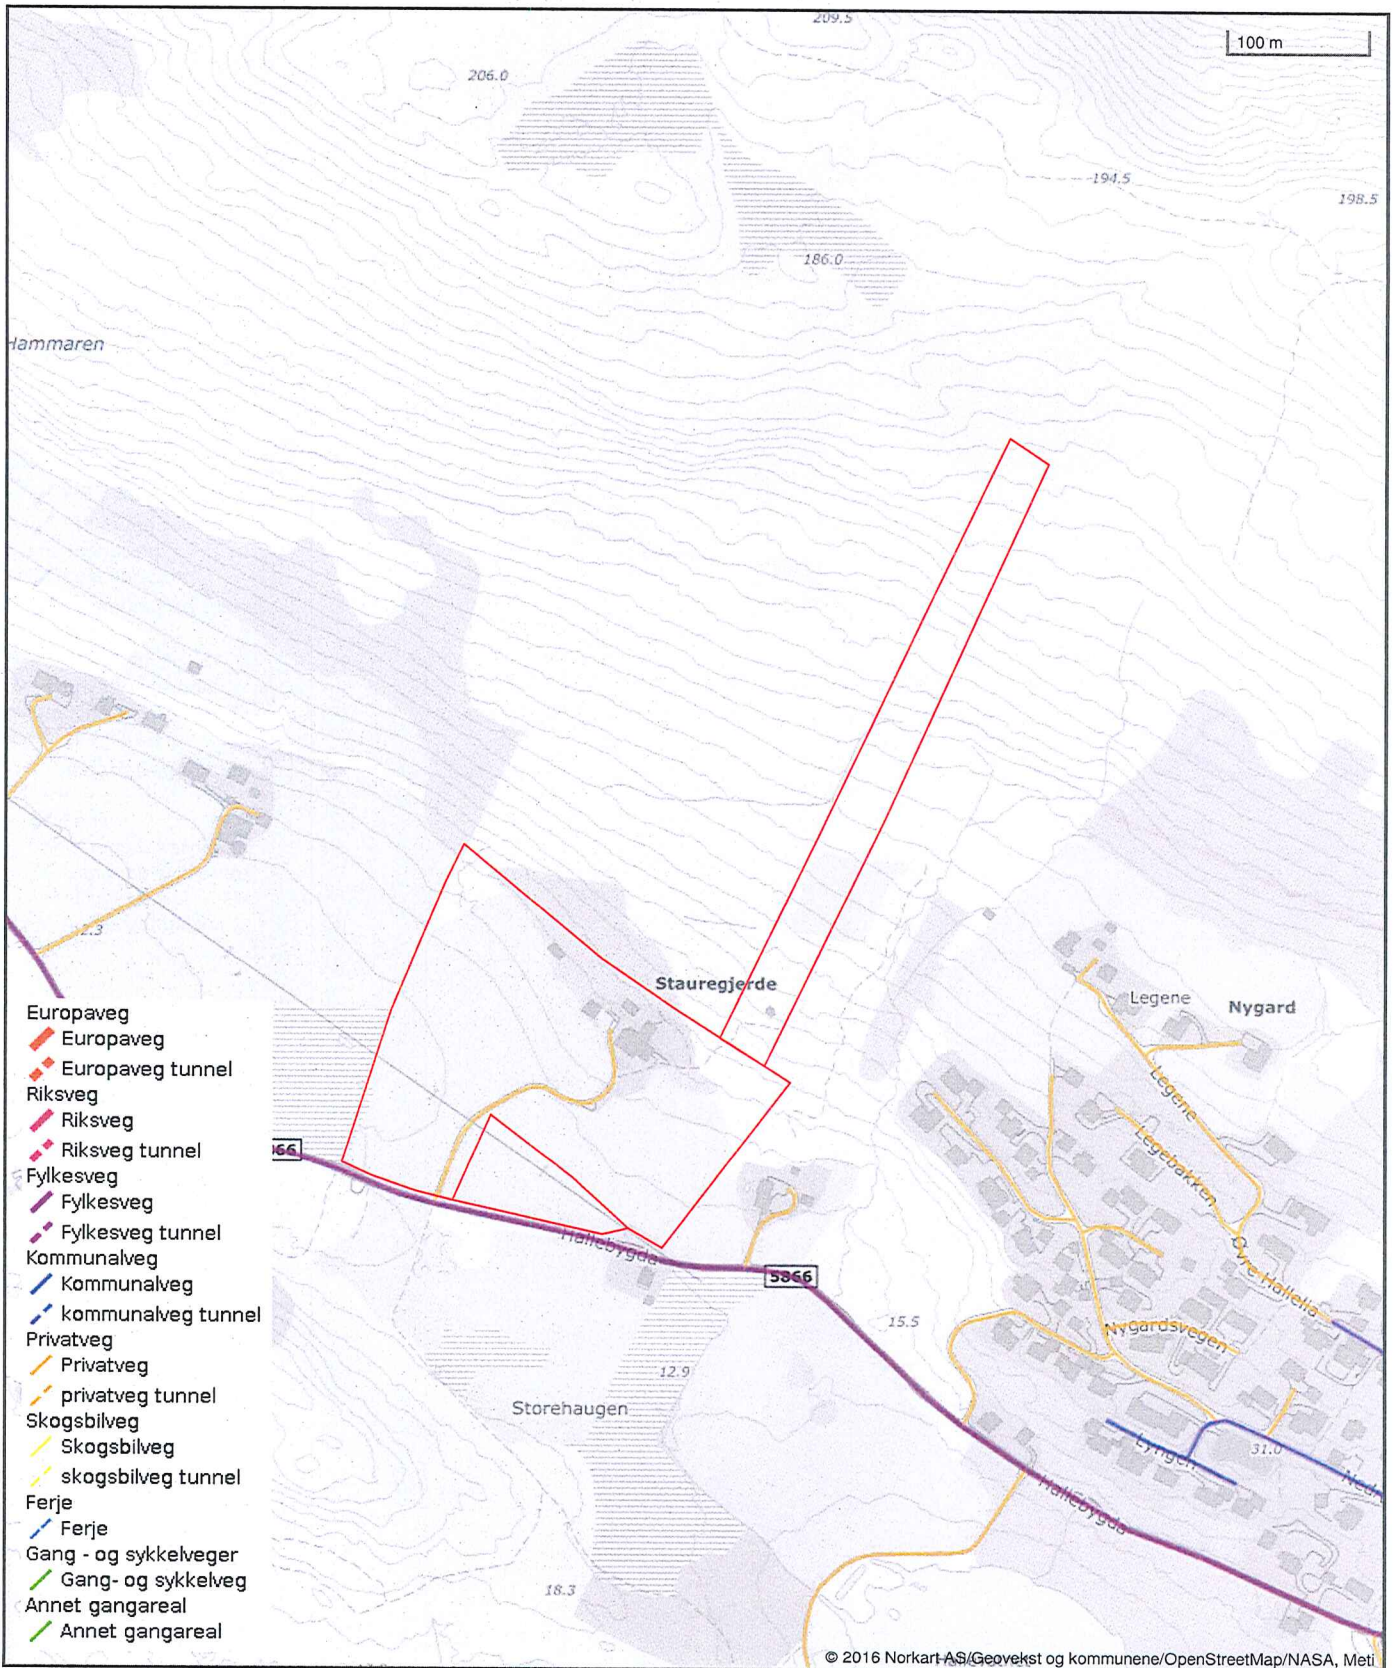 209.5
100 m
206.0
194.5
198.5
186.0
Hammaren
2.3
Stauregjerde
Legene
Nygard
Legene
Legebakken
Øvre Hallelia
Europaveg
Europaveg
Europaveg tunnel
Riksveg
Riksveg
Riksveg tunnel
Fylkesveg
Fylkesveg
Fylkesveg tunnel
Kommunalveg
Kommunalveg
kommunalveg tunnel
Privatveg
Privatveg
privatveg tunnel
Skogsbilveg
Skogsbilveg
skogsbilveg tunnel
Ferje
Ferje
Gang - og sykkelveger
Gang- og sykkelveg
Annet gangareal
Annet gangareal
66
Hallebygda
5866
15.5
Nygardsvegen
12.9
Storehaugen
Lyngen
31.0
Hallebygda
18.3
© 2016 Norkart AS/Geovekst og kommunene/OpenStreetMap/NASA, Meti